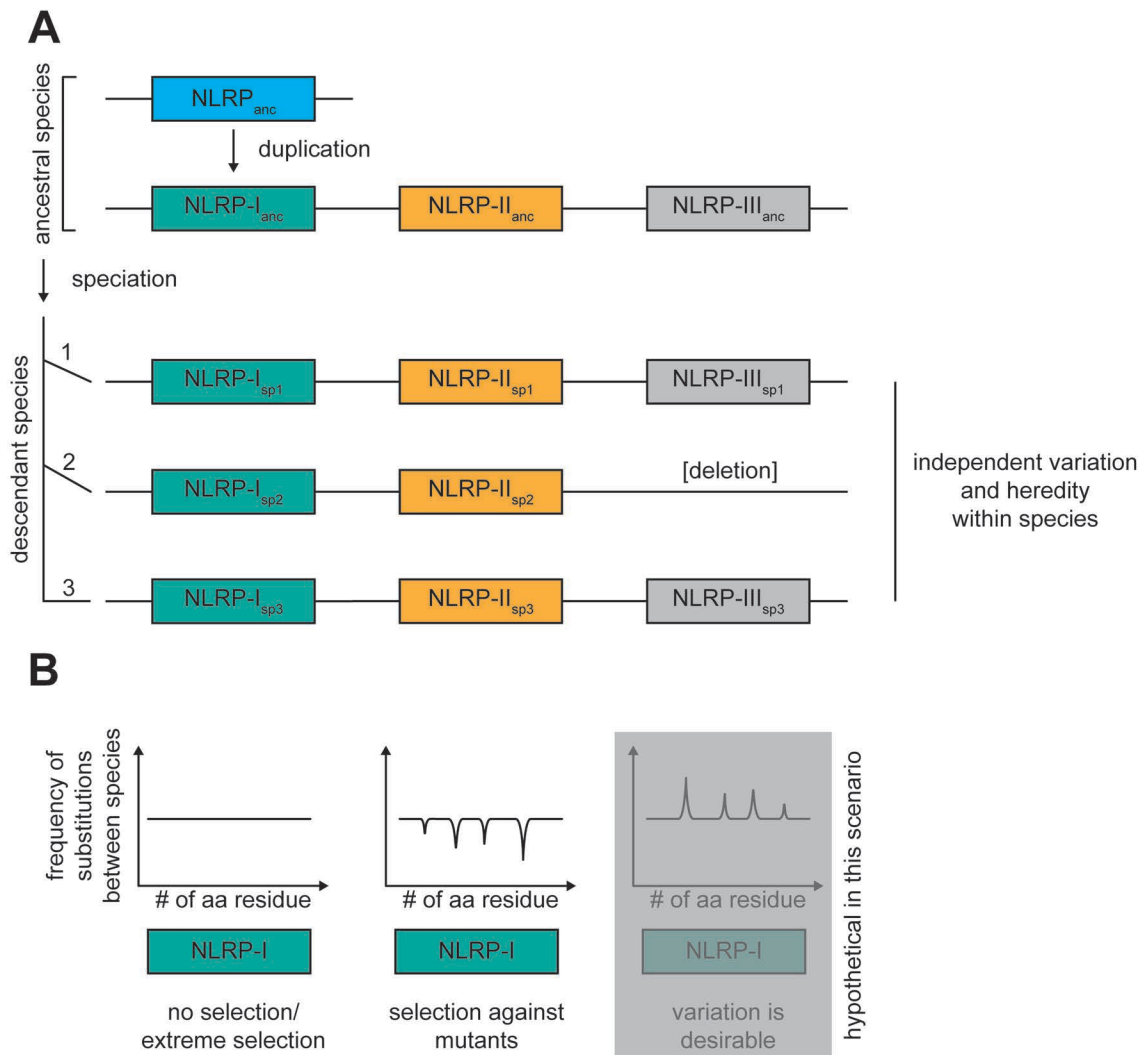 A
ancestral species
NLRPanc
duplication
NLRP-Ianc
NLRP-IIanc
NLRP-IIIanc
speciation
descendant species
1
NLRP-Isp1
NLRP-IIsp1
NLRP-IIIsp1
2
NLRP-Isp2
NLRP-IIsp2
[deletion]
3
NLRP-Isp3
NLRP-IIsp3
NLRP-IIIsp3
independent variation
and heredity
within species
B
frequency of
substitutions
between species
# of aa residue
NLRP-I
no selection/
extreme selection
# of aa residue
NLRP-I
selection against
mutants
# of aa residue
NLRP-I
variation is
desirable
hypothetical in this scenario